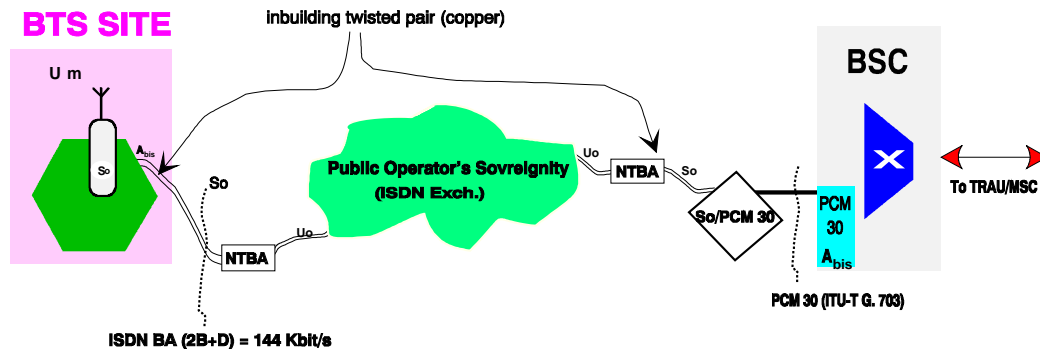 BTS SITE
inbuilding twisted pair (copper)
U m
So
Abis
So
NTBA
Uo
Public Operator's Sovreignity
(ISDN Exch.)
Uo
NTBA
So
So/PCM 30
BSC
X
PCM
30
Abis
To TRAU/MSC
PCM 30 (ITU-T G. 703)
ISDN BA (2B+D) = 144 Kbit/s